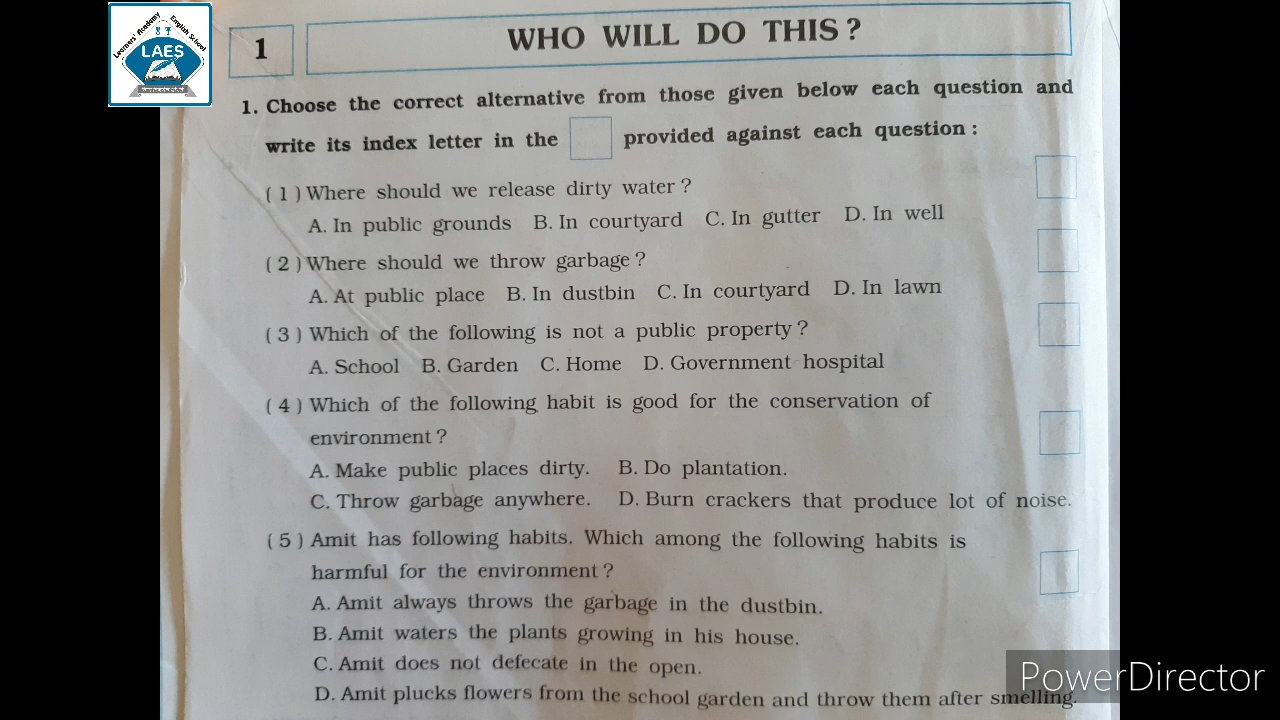 Learners' Academy English School
LAES
1
WHO WILL DO THIS ?
1. Choose the correct alternative from those given below each question and
write its index letter in the provided against each question :
( 1 ) Where should we release dirty water ?
A. In public grounds B. In courtyard C. In gutter D. In well
( 2 ) Where should we throw garbage ?
A. At public place B. In dustbin C. In courtyard D. In lawn
( 3 ) Which of the following is not a public property ?
A. School B. Garden C. Home D. Government hospital
( 4 ) Which of the following habit is good for the conservation of
environment ?
A. Make public places dirty. B. Do plantation.
C. Throw garbage anywhere. D. Burn crackers that produce lot of noise.
( 5 ) Amit has following habits. Which among the following habits is
harmful for the environment ?
A. Amit always throws the garbage in the dustbin.
B. Amit waters the plants growing in his house.
C. Amit does not defecate in the open.
D. Amit plucks flowers from the school garden and throw them after smelling.
PowerDirector